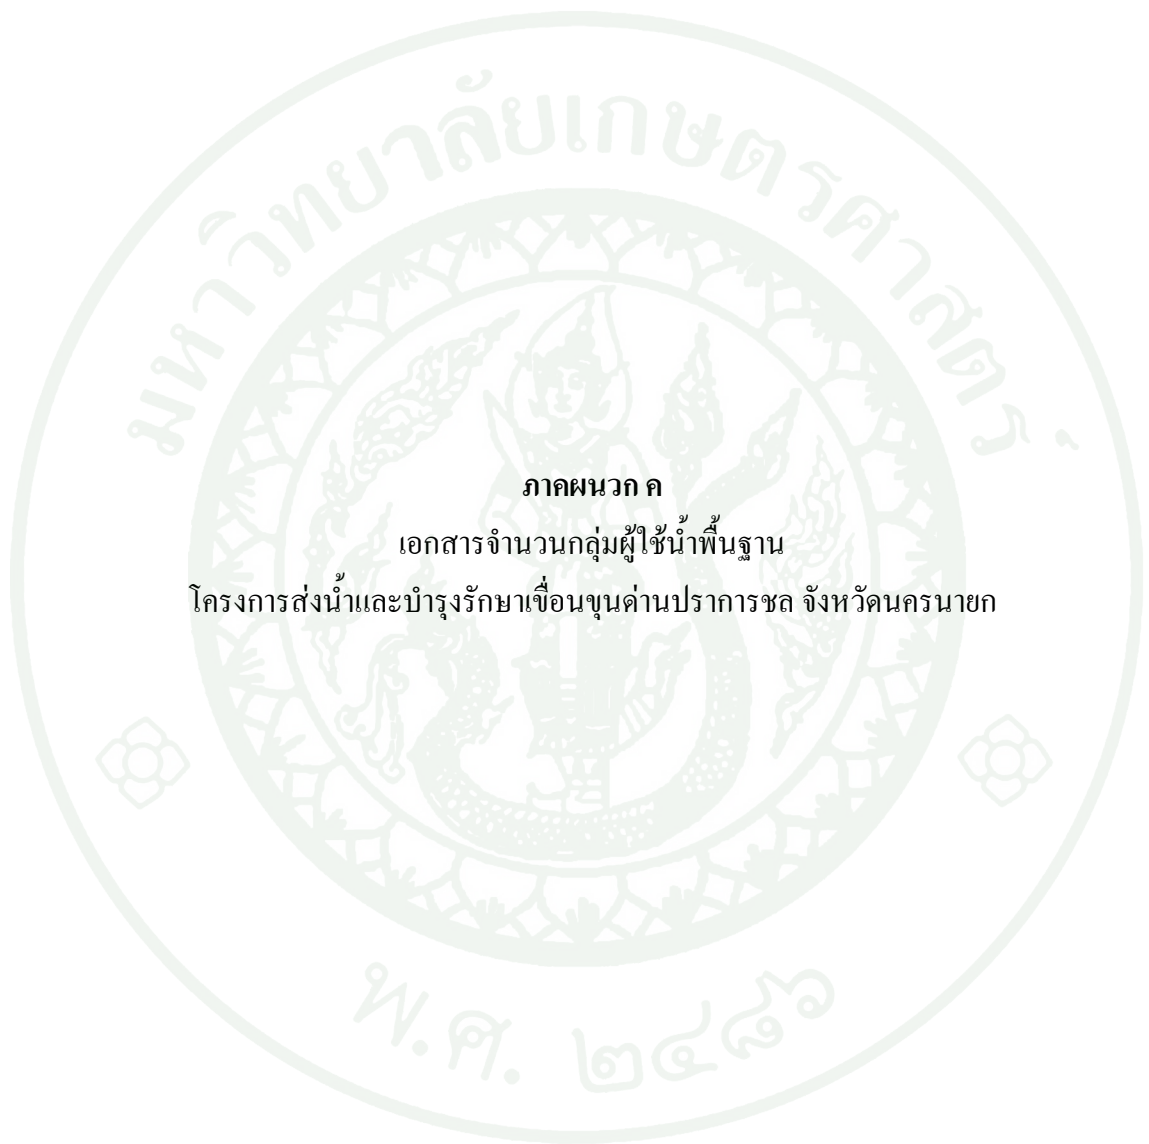 มหาวิทยาลัยเกษตรศาสตร์
ภาคผนวก ค
เอกสารจำนวนกลุ่มผู้ใช้น้ำพื้นฐาน
โครงการส่งน้ำและบำรุงรักษาเขื่อนขุนด่านปราการชล จังหวัดนครนายก
พ.ศ. ๒๔๘๖